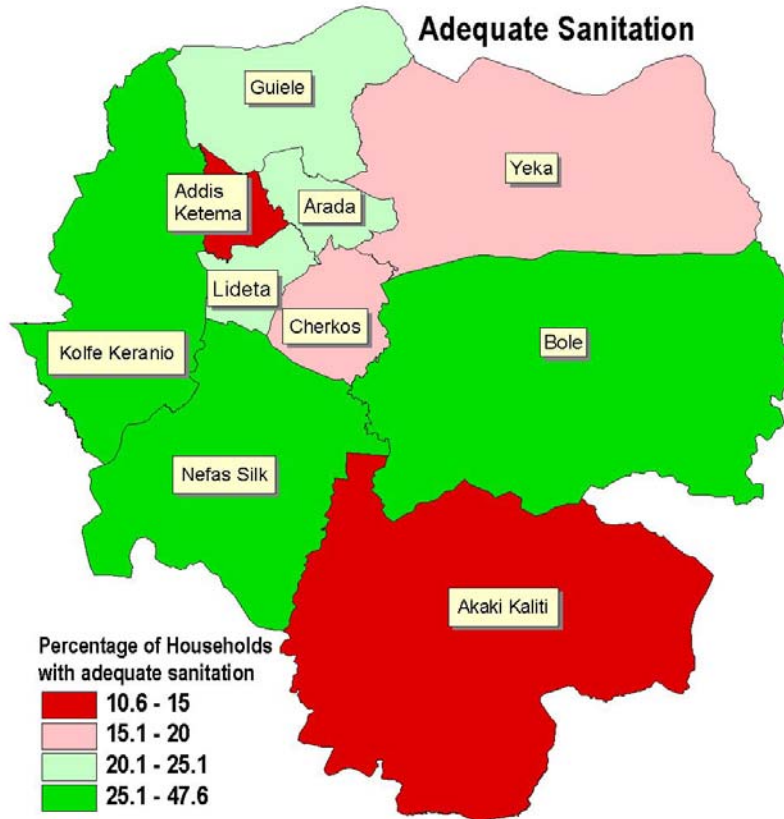 Adequate Sanitation
Guiele
Yeka
Addis
Ketema
Arada
Lideta
Cherkos
Bole
Kolfe Keranio
Nefas Silk
Akaki Kaliti
Percentage of Households
with adequate sanitation
10.6 - 15
15.1 - 20
20.1 - 25.1
25.1 - 47.6